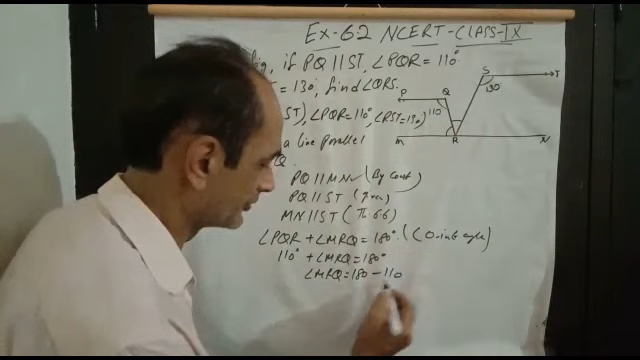 EX-6.2 NCERT-CLASS-IX
fig, if PQ || ST, ∠PQR = 110°
T = 130°, find ∠QRS.
ST), ∠PQR = 110°, ∠RST = 130°)
a line parallel
Q.
PQ || MN (By Const)
PQ || ST (given)
MN || ST (Th 6.6)
∠PQR + ∠MRQ = 180° (Co-int angle)
110° + ∠MRQ = 180°
∠MRQ = 180 - 110
S
T
130°
P
Q
110
M
R
N